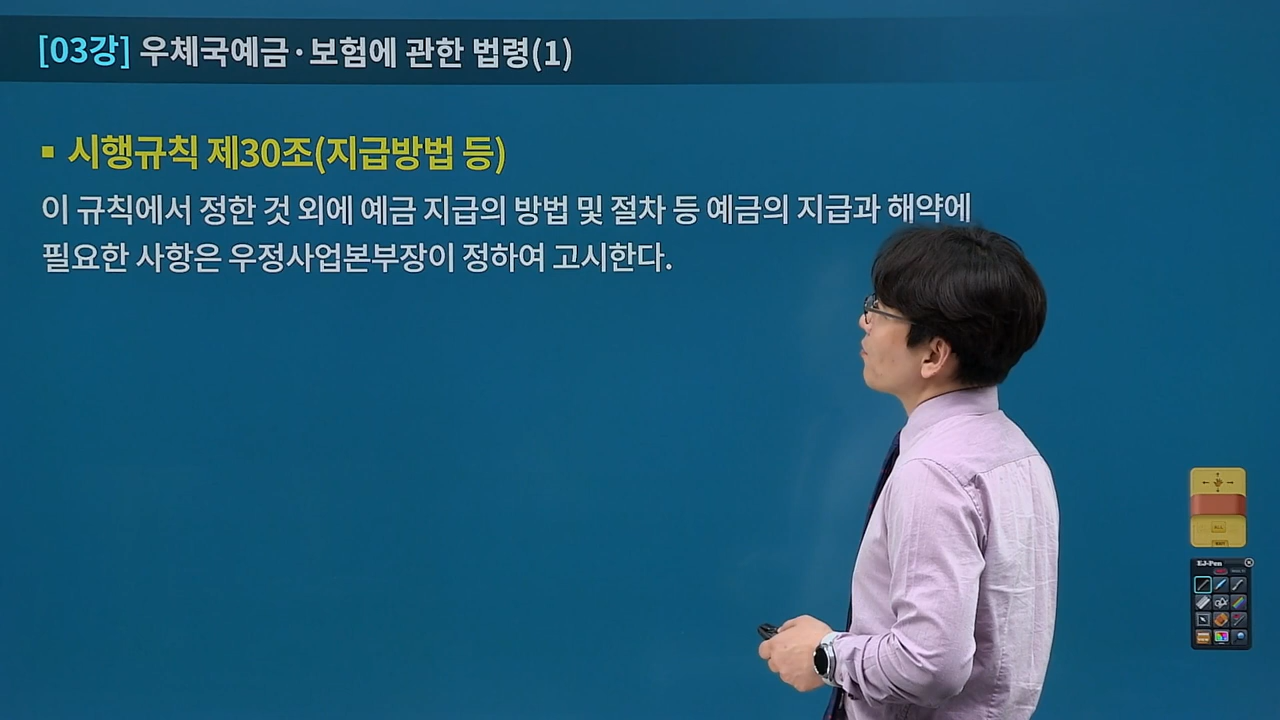 [03강] 우체국예금·보험에 관한 법령(1)
▪ 시행규칙 제30조(지급방법 등)
이 규칙에서 정한 것 외에 예금 지급의 방법 및 절차 등 예금의 지급과 해약에
필요한 사항은 우정사업본부장이 정하여 고시한다.
ALL
EJ-Pen